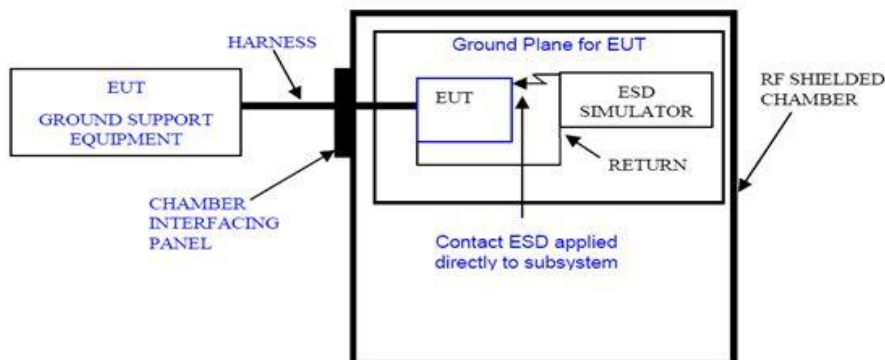 HARNESS
EUT
GROUND SUPPORT
EQUIPMENT
CHAMBER
INTERFACING
PANEL
Ground Plane for EUT
EUT
ESD
SIMULATOR
RETURN
Contact ESD applied
directly to subsystem
RF SHIELDED
CHAMBER